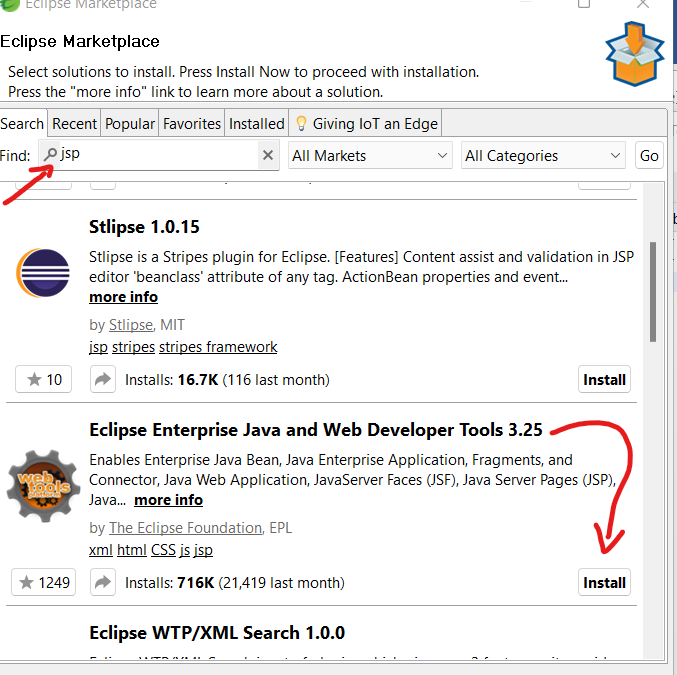 Eclipse Marketplace
Eclipse Marketplace
Select solutions to install. Press Install Now to proceed with installation.
Press the "more info" link to learn more about a solution.
Search Recent Popular Favorites Installed Giving IoT an Edge
Find: jsp All Markets All Categories Go
Stlipse 1.0.15
Stlipse is a Stripes plugin for Eclipse. [Features] Content assist and validation in JSP
editor 'beanclass' attribute of any tag. ActionBean properties and event...
more info
by Stlipse, MIT
jsp stripes stripes framework
10 Installs: 16.7K (116 last month) Install
Eclipse Enterprise Java and Web Developer Tools 3.25
Enables Enterprise Java Bean, Java Enterprise Application, Fragments, and
Connector, Java Web Application, JavaServer Faces (JSF), Java Server Pages (JSP),
Java... more info
web
tools
by The Eclipse Foundation, EPL
xml html CSS js jsp
1249 Installs: 716K (21,419 last month) Install
Eclipse WTP/XML Search 1.0.0